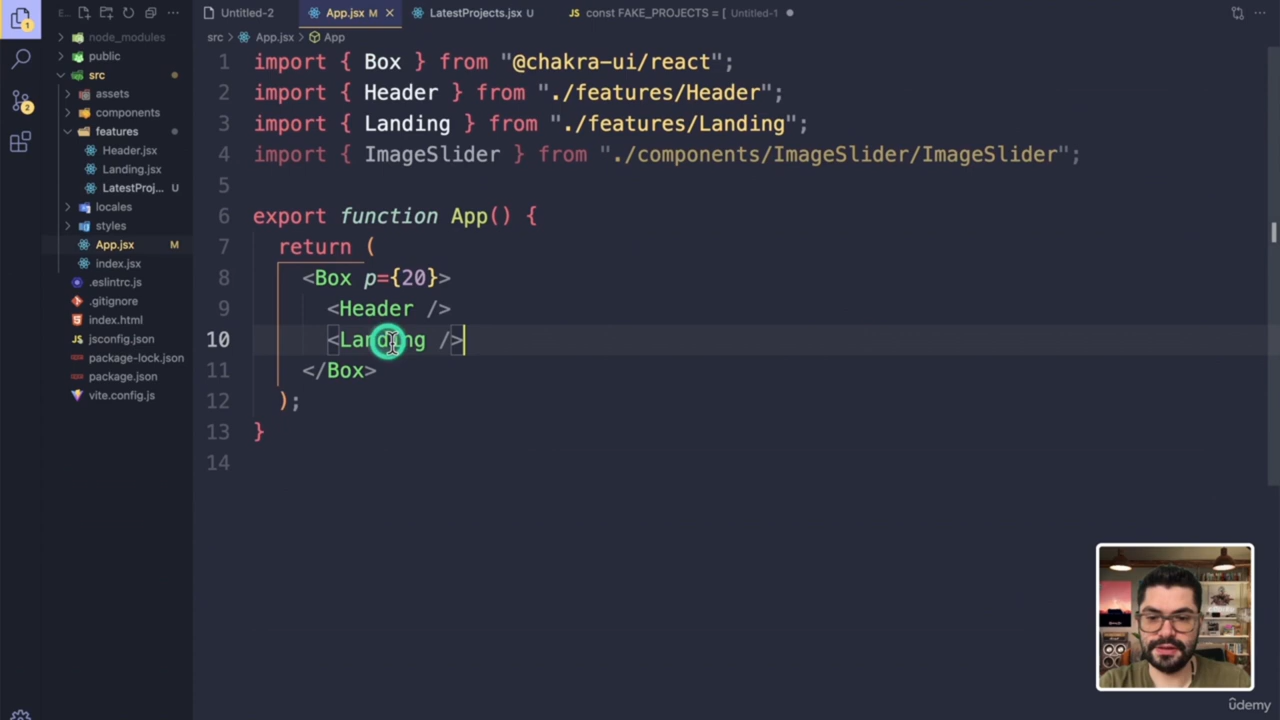 1
Untitled-2
App.jsx M
LatestProjects.jsx U
const FAKE_PROJECTS = [ Untitled-1
src > App.jsx > App
node_modules
public
src
assets
components
features
Header.jsx
Landing.jsx
LatestProj... U
locales
styles
App.jsx M
index.jsx
.eslintrc.js
.gitignore
index.html
jsconfig.json
package-lock.json
package.json
vite.config.js
2
1 import { Box } from "@chakra-ui/react";
2 import { Header } from "./features/Header";
3 import { Landing } from "./features/Landing";
4 import { ImageSlider } from "./components/ImageSlider/ImageSlider";
5
6 export function App() {
7 return (
8 <Box p={20}>
9 <Header />
10 <Landing />
11 </Box>
12 );
13 }
14
ûdemy